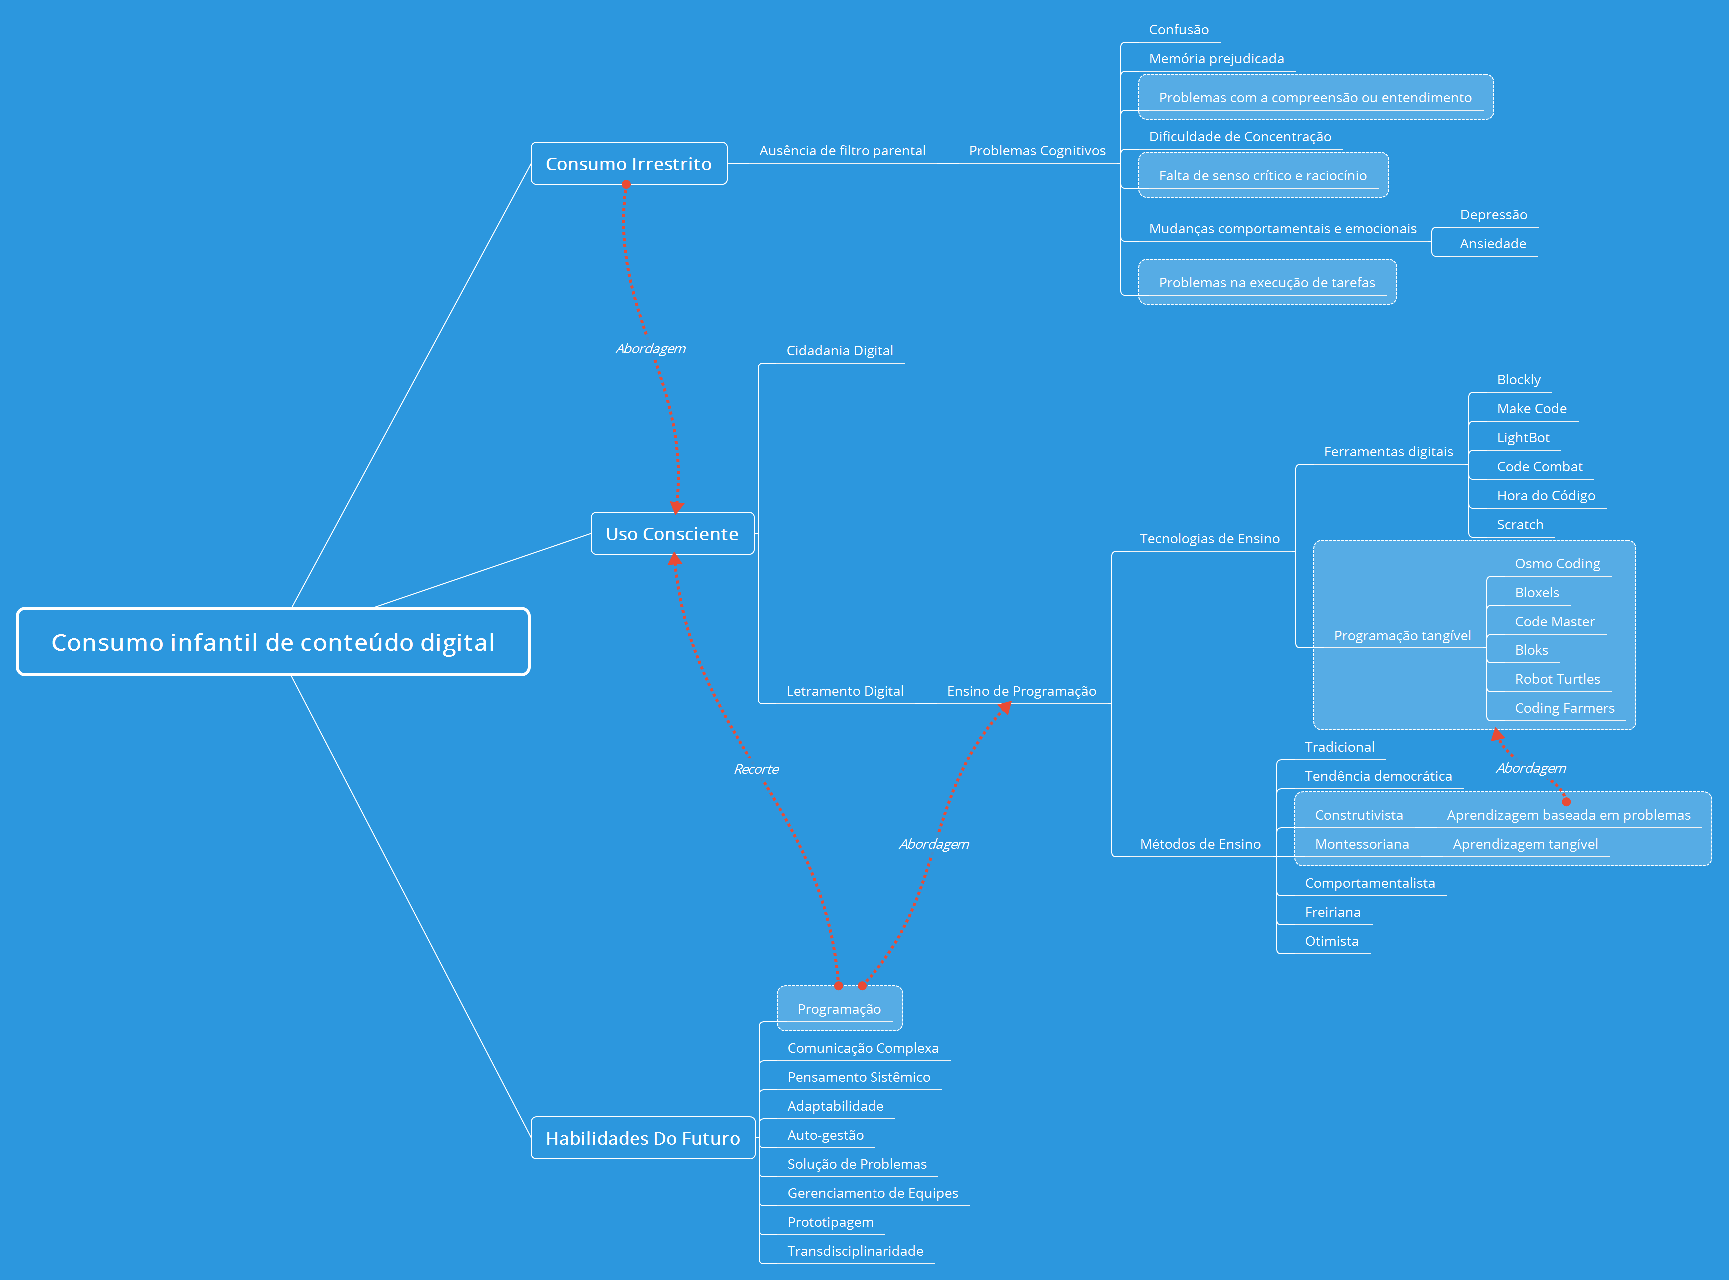 Consumo infantil de conteúdo digital
Consumo Irrestrito
Ausência de filtro parental
Problemas Cognitivos
Confusão
Memória prejudicada
Problemas com a compreensão ou entendimento
Dificuldade de Concentração
Falta de senso crítico e raciocínio
Mudanças comportamentais e emocionais
Depressão
Ansiedade
Problemas na execução de tarefas
Abordagem
Uso Consciente
Cidadania Digital
Letramento Digital
Ensino de Programação
Tecnologias de Ensino
Ferramentas digitais
Blockly
Make Code
LightBot
Code Combat
Hora do Código
Scratch
Programação tangível
Osmo Coding
Bloxels
Code Master
Bloks
Robot Turtles
Coding Farmers
Abordagem
Métodos de Ensino
Tradicional
Tendência democrática
Construtivista
Aprendizagem baseada em problemas
Montessoriana
Aprendizagem tangível
Comportamentalista
Freiriana
Otimista
Recorte
Abordagem
Habilidades Do Futuro
Programação
Comunicação Complexa
Pensamento Sistêmico
Adaptabilidade
Auto-gestão
Solução de Problemas
Gerenciamento de Equipes
Prototipagem
Transdisciplinaridade